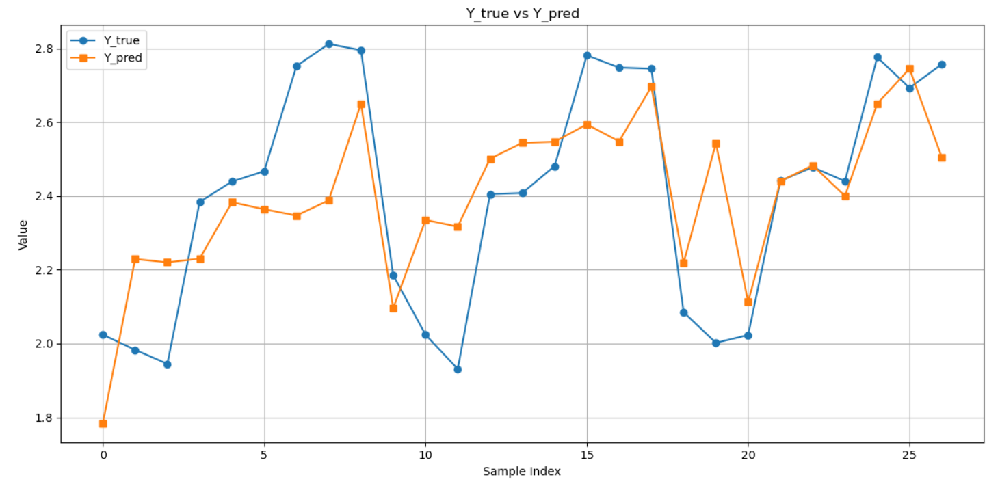 Y_true vs Y_pred
Y_true
Y_pred
2.8
2.6
2.4
2.2
2.0
1.8
Value
0 5 10 15 20 25
Sample Index